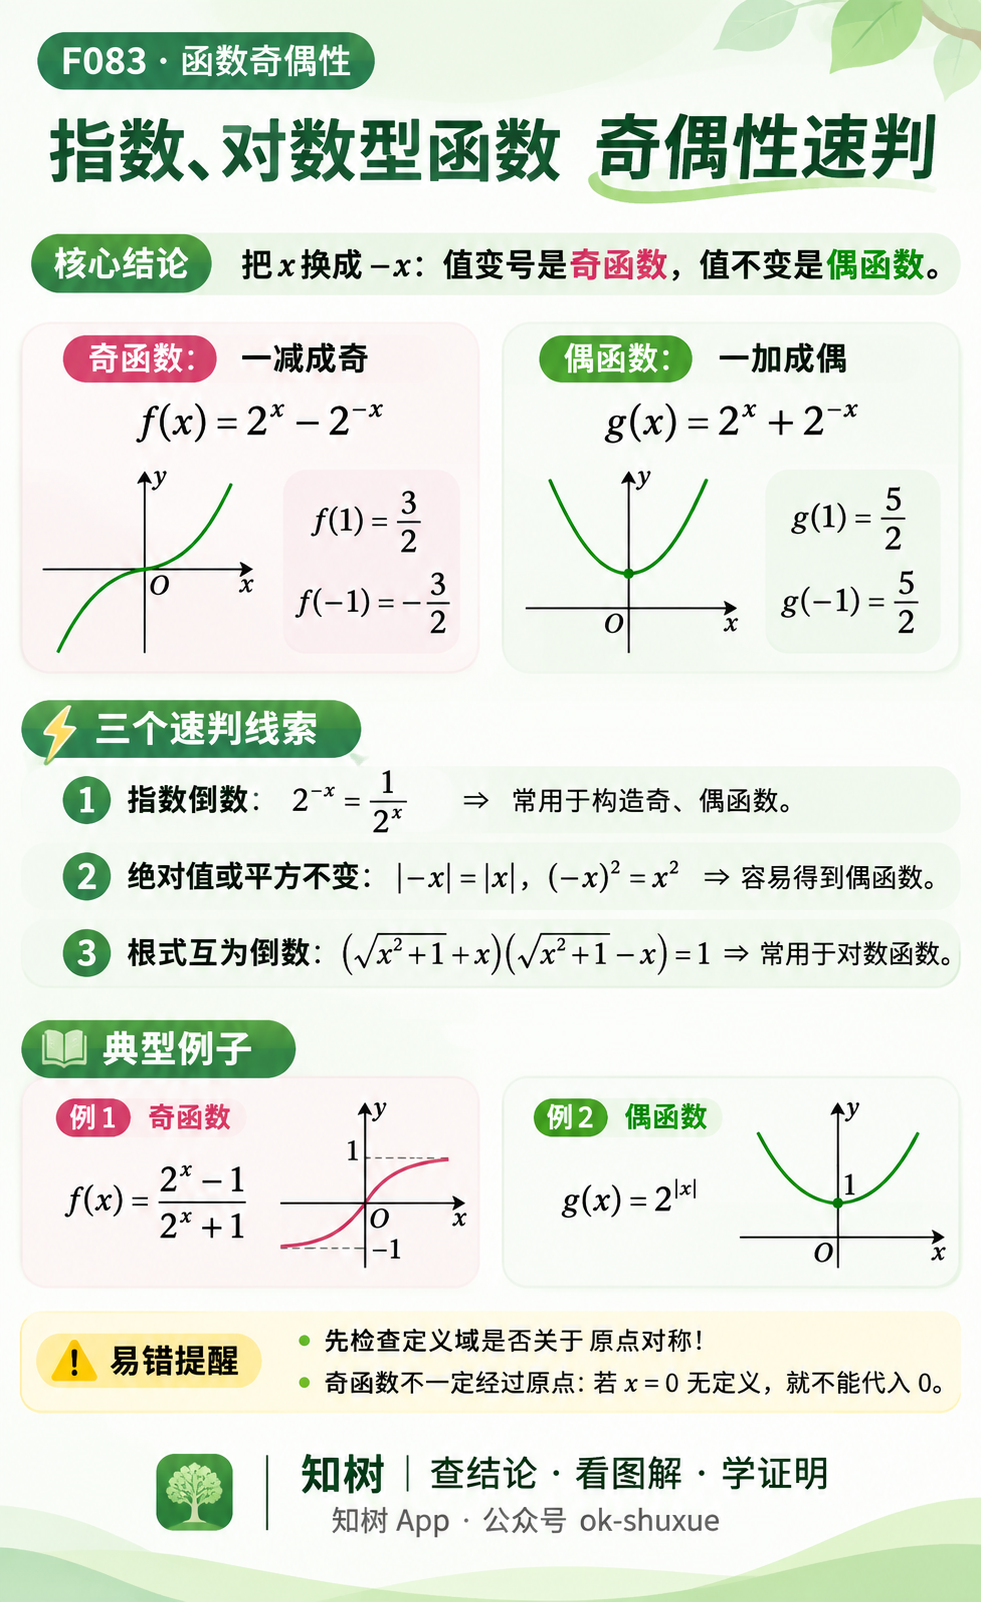 F083 · 函数奇偶性
指数、对数型函数 奇偶性速判
核心结论 把 x 换成 −x：值变号是奇函数，值不变是偶函数。
奇函数： 一减成奇
f(x) = 2^x − 2^{−x}
y
O
x
f(1) = 3/2
f(−1) = −3/2
偶函数： 一加成偶
g(x) = 2^x + 2^{−x}
y
O
x
g(1) = 5/2
g(−1) = 5/2
三个速判线索
1 指数倒数： 2^{−x} = 1/2^x ⇒ 常用于构造奇、偶函数。
2 绝对值或平方不变： |−x| = |x|，(−x)² = x² ⇒ 容易得到偶函数。
3 根式互为倒数： (√(x²+1) + x)(√(x²+1) − x) = 1 ⇒ 常用于对数函数。
典型例子
例 1 奇函数
f(x) = (2^x − 1)/(2^x + 1)
y
1
O
x
−1
例 2 偶函数
g(x) = 2^{|x|}
y
1
O
x
易错提醒
• 先检查定义域是否关于 原点对称！
• 奇函数不一定经过原点：若 x = 0 无定义，就不能代入 0。
知树 | 查结论 · 看图解 · 学证明
知树 App · 公众号 ok-shuxue